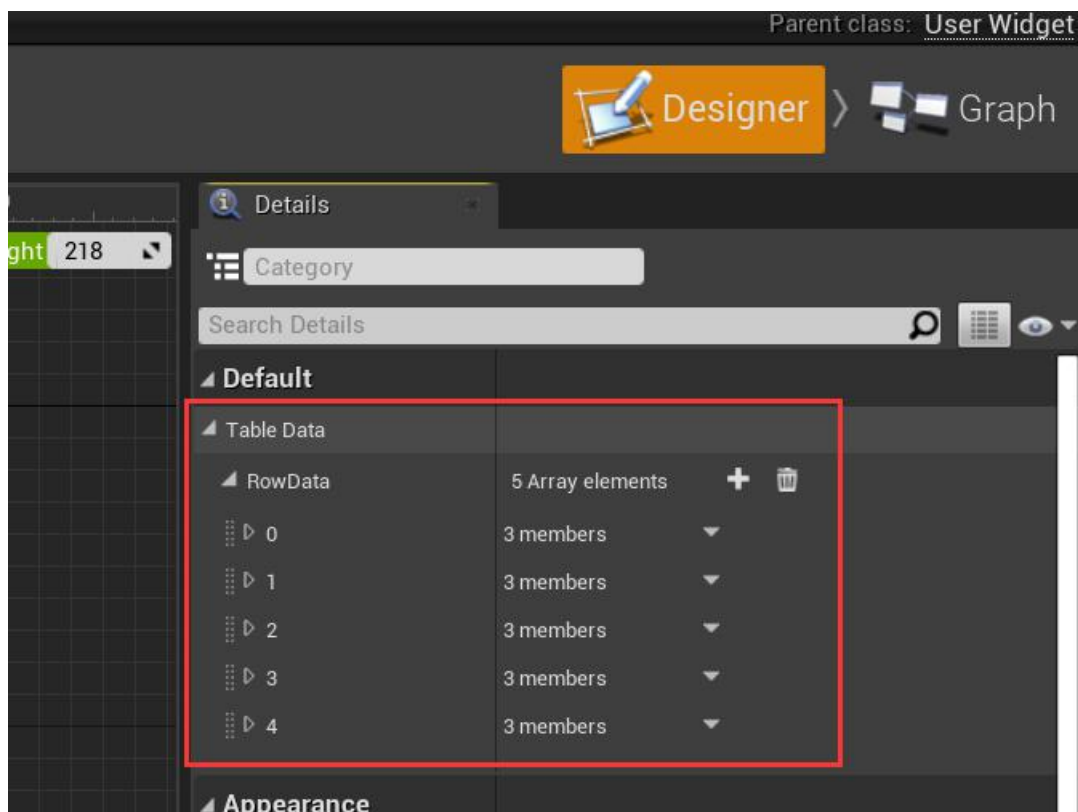 Parent class: User Widget
Designer Graph
Details
ght 218
Category
Search Details
Default
Table Data
RowData 5 Array elements
0 3 members
1 3 members
2 3 members
3 3 members
4 3 members
Appearance